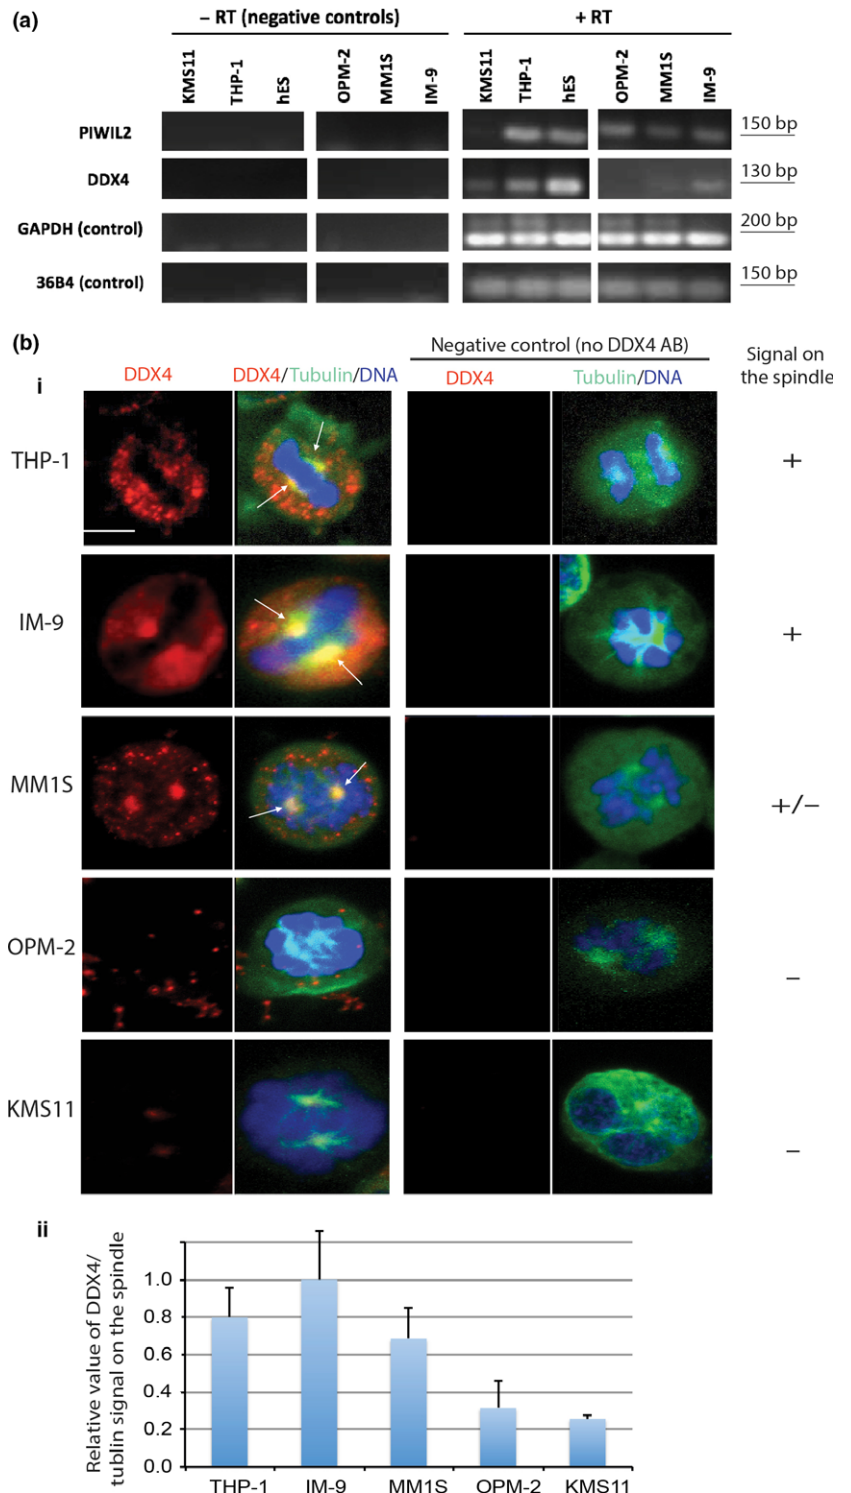 (a)
– RT (negative controls)
+ RT
KMS11 THP-1 hES OPM-2 MM1S IM-9 KMS11 THP-1 hES OPM-2 MM1S IM-9
PIWIL2 150 bp
DDX4 130 bp
GAPDH (control) 200 bp
36B4 (control) 150 bp
(b)
Negative control (no DDX4 AB)
Signal on
the spindle
i
DDX4 DDX4/Tubulin/DNA DDX4 Tubulin/DNA
THP-1 +
IM-9 +
MM1S +/–
OPM-2 –
KMS11 –
ii
Relative value of DDX4/
tublin signal on the spindle
1.0
0.8
0.6
0.4
0.2
0.0
THP-1 IM-9 MM1S OPM-2 KMS11